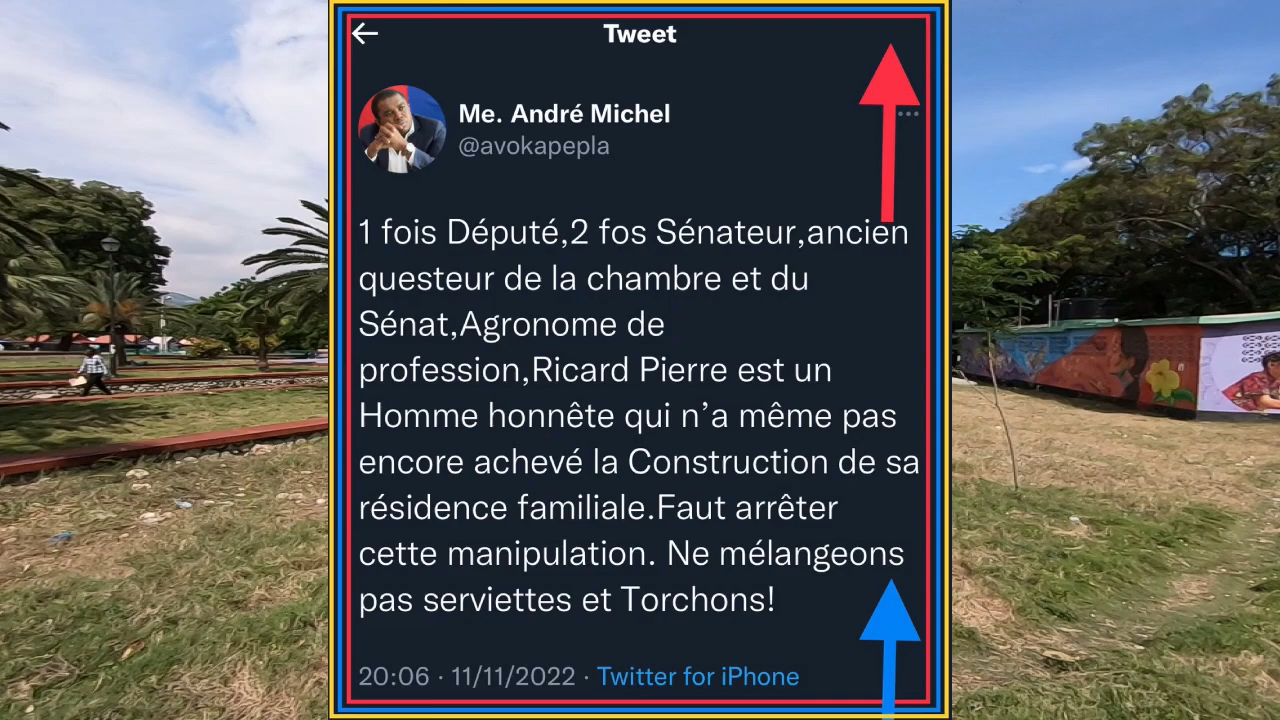 Tweet
Me. André Michel
@avokapepla
1 fois Député,2 fos Sénateur,ancien
questeur de la chambre et du
Sénat,Agronome de
profession,Ricard Pierre est un
Homme honnête qui n’a même pas
encore achevé la Construction de sa
résidence familiale.Faut arrêter
cette manipulation. Ne mélangeons
pas serviettes et Torchons!
20:06 · 11/11/2022 · Twitter for iPhone